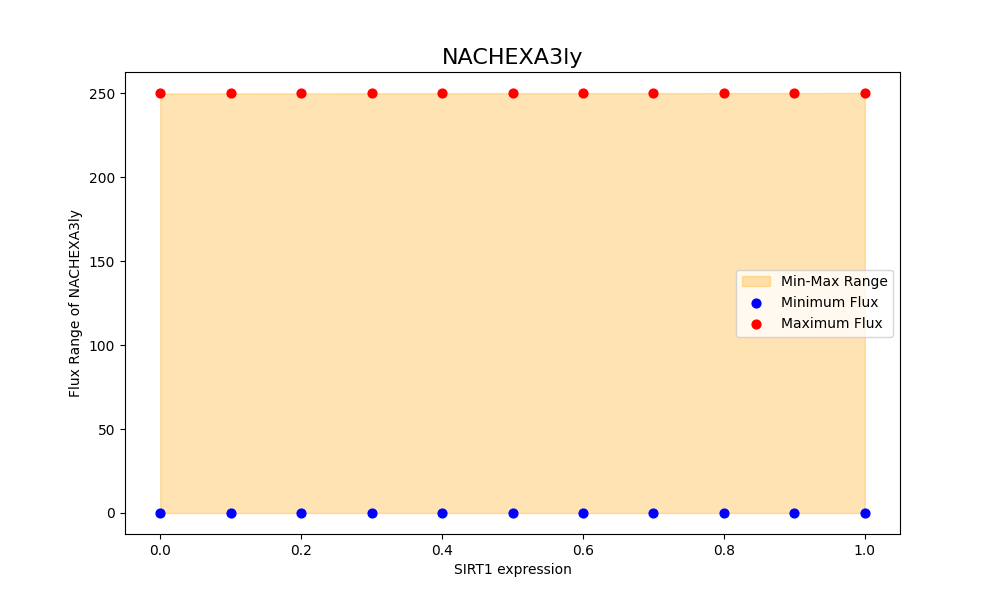 NACHEXA3ly
Flux Range of NACHEXA3ly
250
200
150
100
50
0
Min-Max Range
Minimum Flux
Maximum Flux
0.0 0.2 0.4 0.6 0.8 1.0
SIRT1 expression